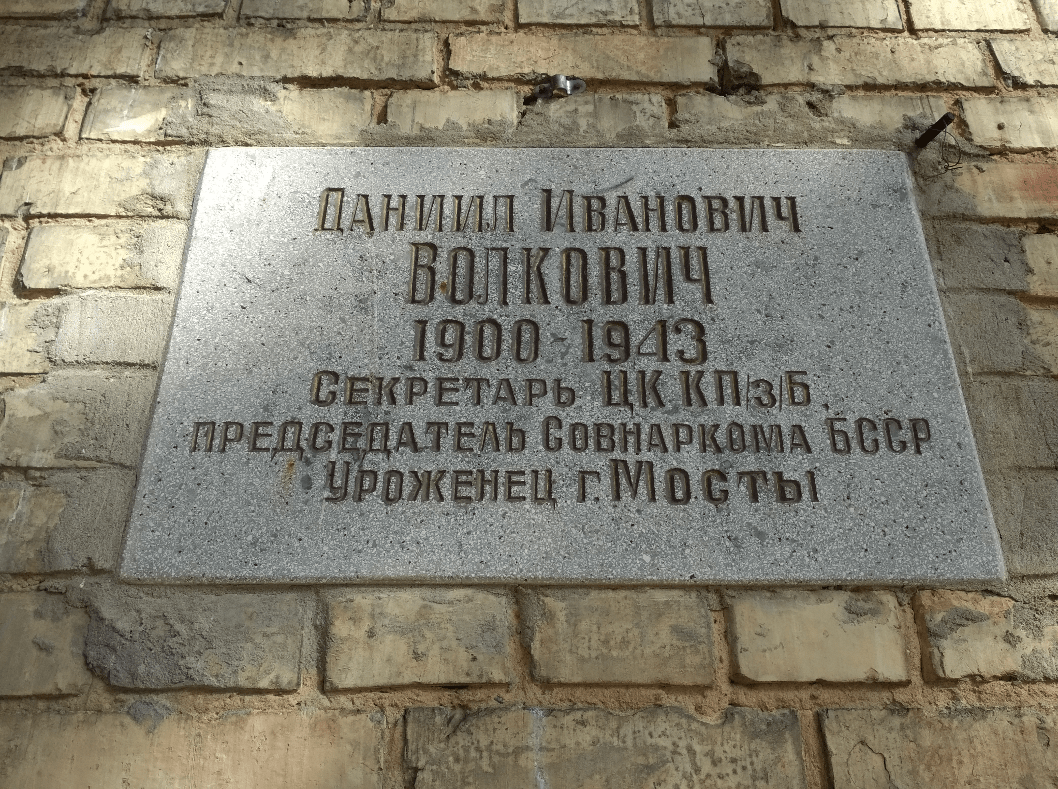 Даниил Иванович
Волкович
1900 - 1943
Секретарь ЦК КП/з/Б,
председатель Совнаркома БССР
Уроженец г. Мосты